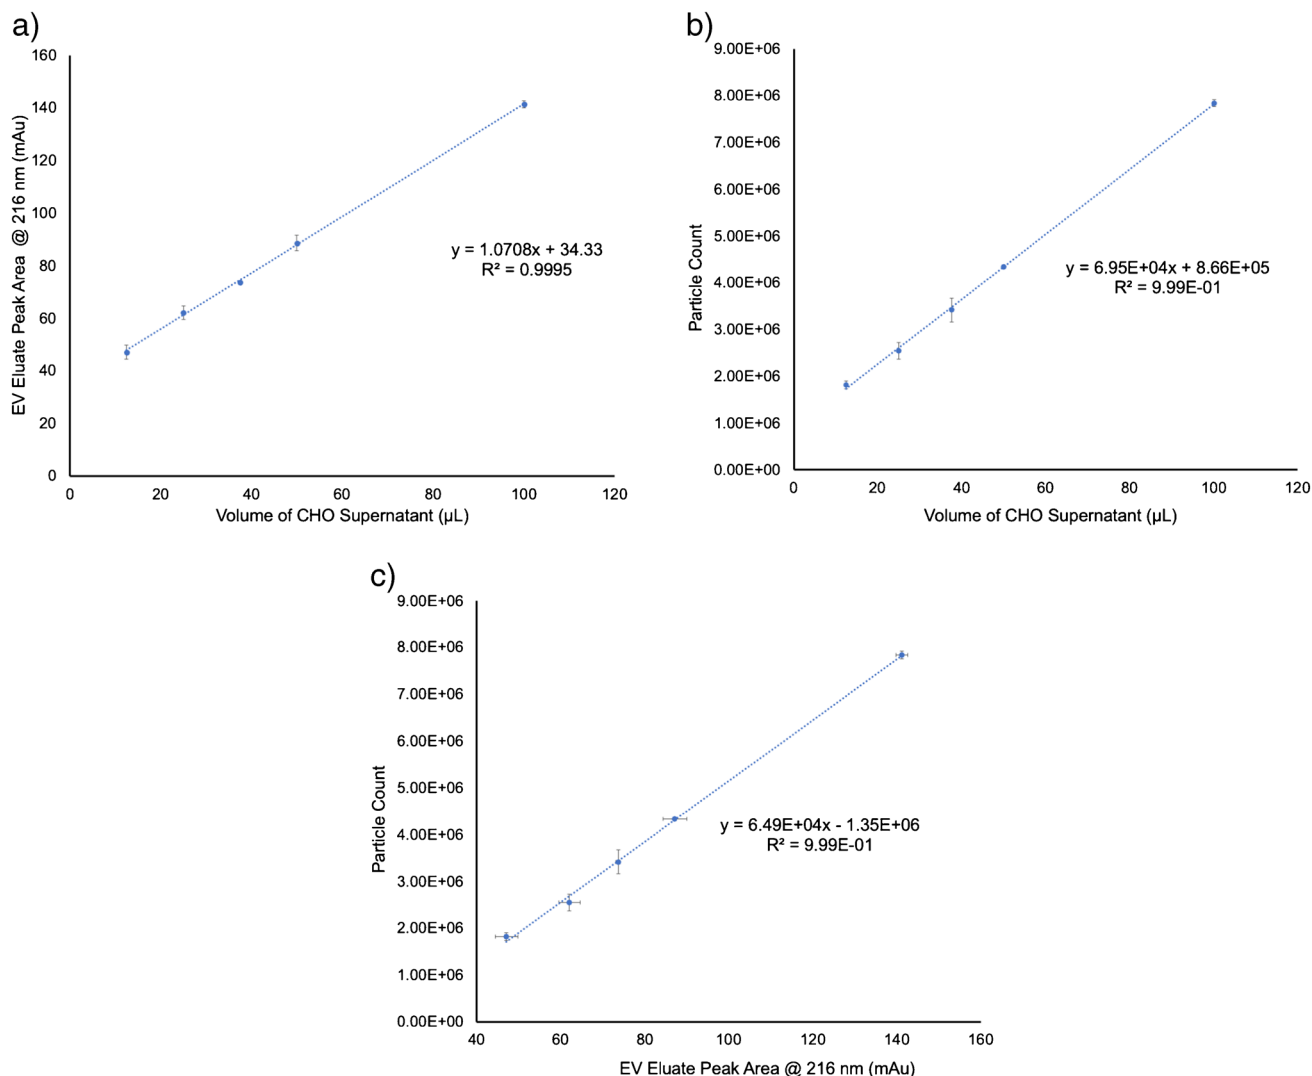 a)
160
140
120
100
80
60
40
20
0
EV Eluate Peak Area @ 216 nm (mAu)
y = 1.0708x + 34.33
R² = 0.9995
0 20 40 60 80 100 120
Volume of CHO Supernatant (µL)
b)
9.00E+06
8.00E+06
7.00E+06
6.00E+06
5.00E+06
4.00E+06
3.00E+06
2.00E+06
1.00E+06
0.00E+00
Particle Count
y = 6.95E+04x + 8.66E+05
R² = 9.99E-01
0 20 40 60 80 100 120
Volume of CHO Supernatant (µL)
c)
9.00E+06
8.00E+06
7.00E+06
6.00E+06
5.00E+06
4.00E+06
3.00E+06
2.00E+06
1.00E+06
0.00E+00
Particle Count
y = 6.49E+04x - 1.35E+06
R² = 9.99E-01
40 60 80 100 120 140 160
EV Eluate Peak Area @ 216 nm (mAu)